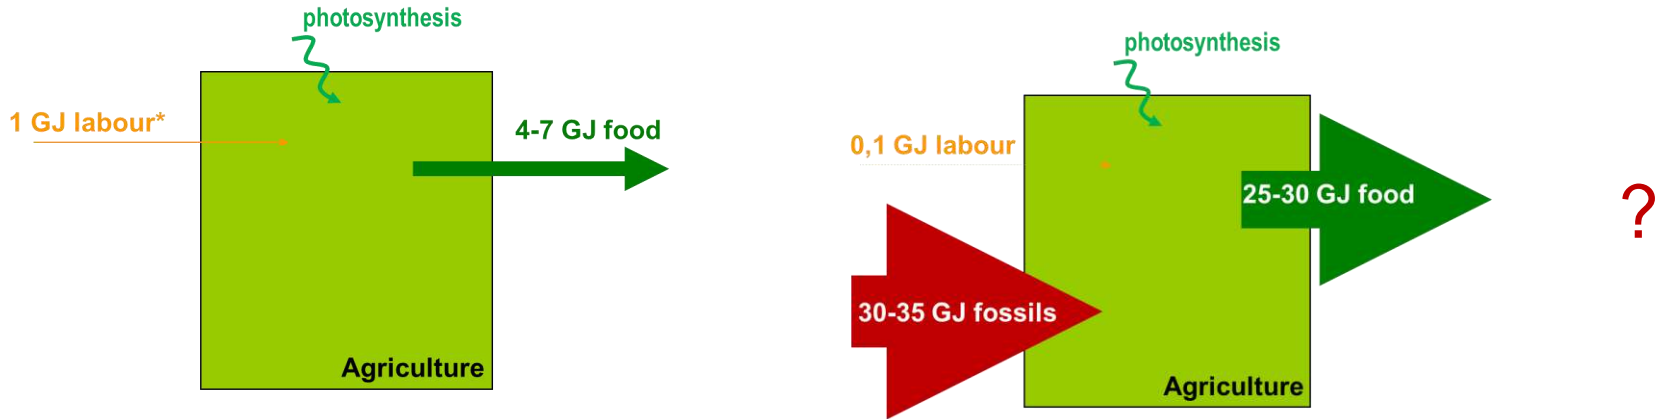 photosynthesis
1 GJ labour*
4-7 GJ food
Agriculture
photosynthesis
0,1 GJ labour
25-30 GJ food
?
30-35 GJ fossils
Agriculture